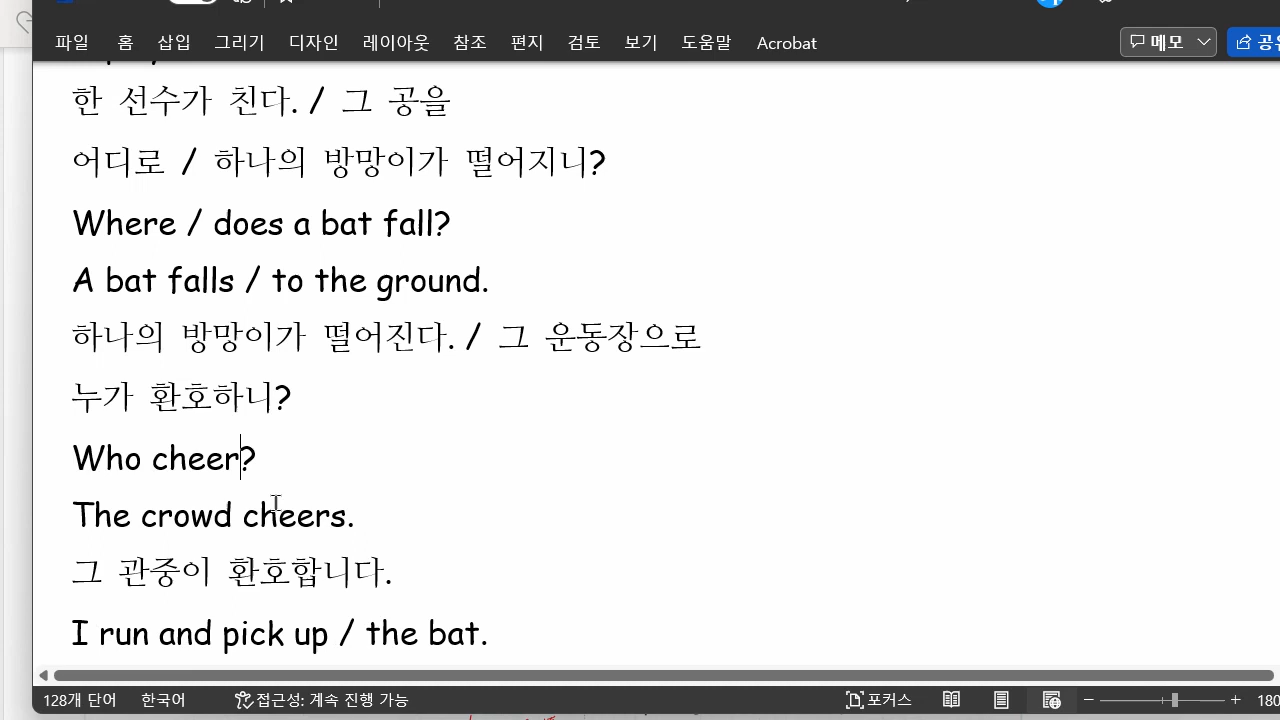 파일 홈 삽입 그리기 디자인 레이아웃 참조 편지 검토 보기 도움말 Acrobat 메모
한 선수가 친다. / 그 공을
어디로 / 하나의 방망이가 떨어지니?
Where / does a bat fall?
A bat falls / to the ground.
하나의 방망이가 떨어진다. / 그 운동장으로
누가 환호하니?
Who cheer?
The crowd cheers.
그 관중이 환호합니다.
I run and pick up / the bat.
128개 단어 한국어 접근성: 계속 진행 가능 포커스 180